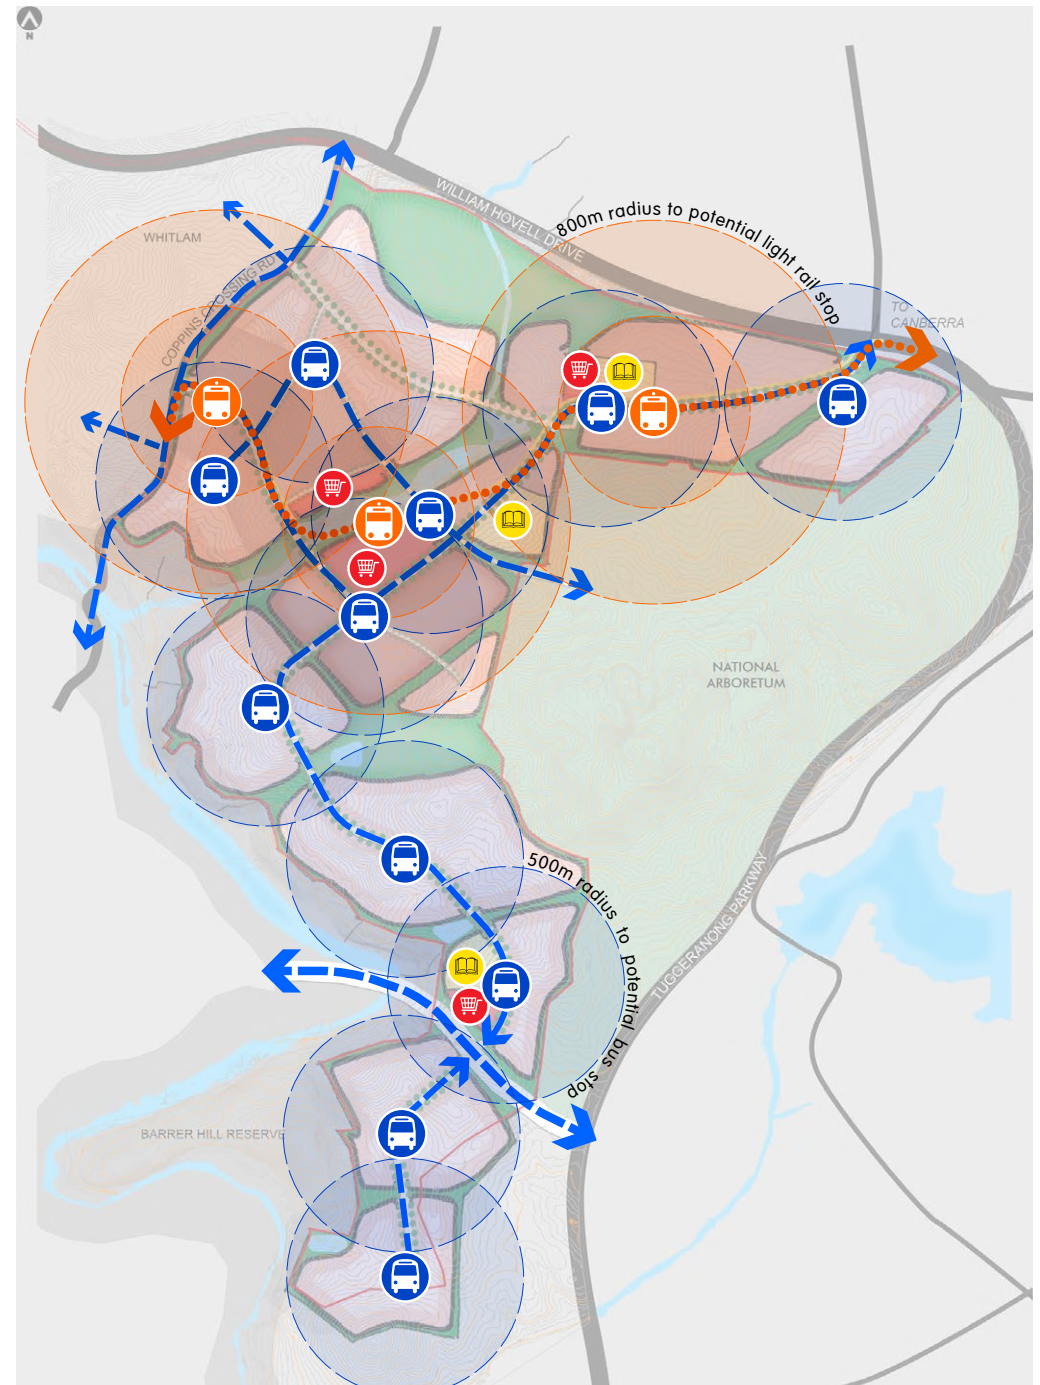 N
WILLIAM HOVELL DRIVE
800m radius to potential light rail stop
WHITLAM
COPPINS CROSSING RD
TO
CANBERRA
NATIONAL
ARBORETUM
500m radius to potential bus stop
TUGGERANONG PARKWAY
BARRER HILL RESERVE